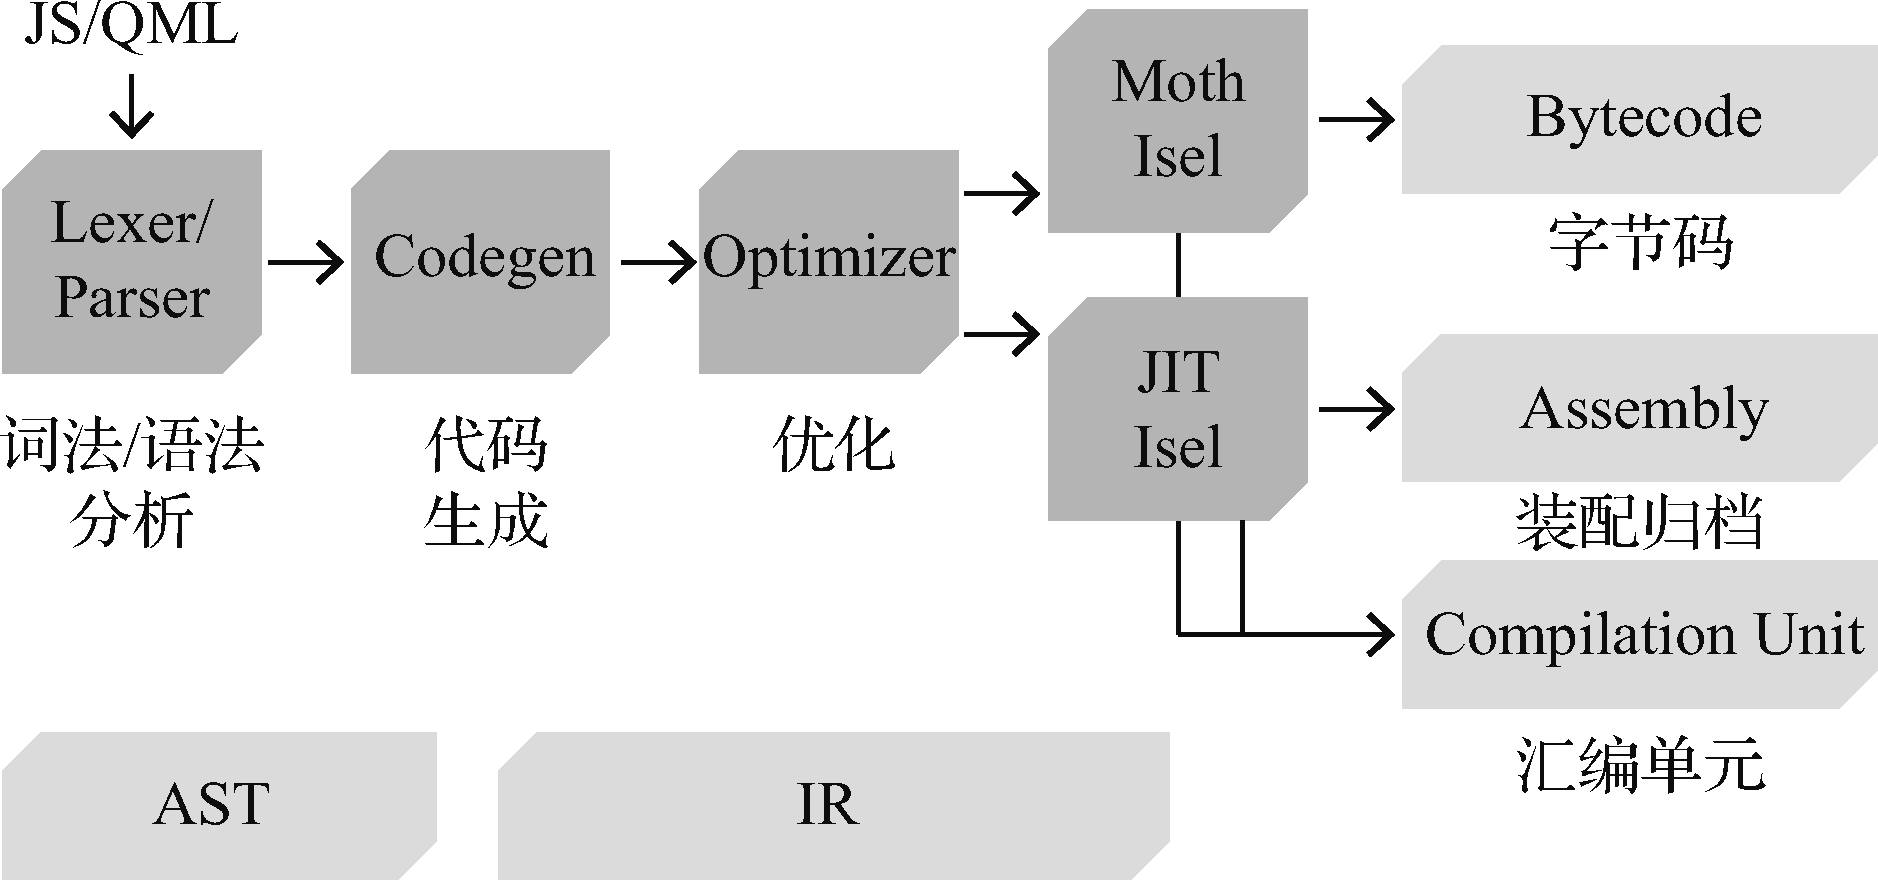 JS/QML
Lexer/
Parser
词法/语法
分析
Codegen
代码
生成
Optimizer
优化
Moth
Isel
JIT
Isel
Bytecode
字节码
Assembly
装配归档
Compilation Unit
汇编单元
AST
IR